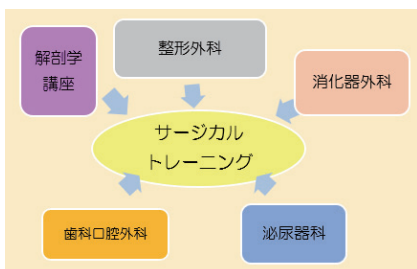 解剖学
講座
整形外科
消化器外科
サージカル
トレーニング
歯科口腔外科
泌尿器科